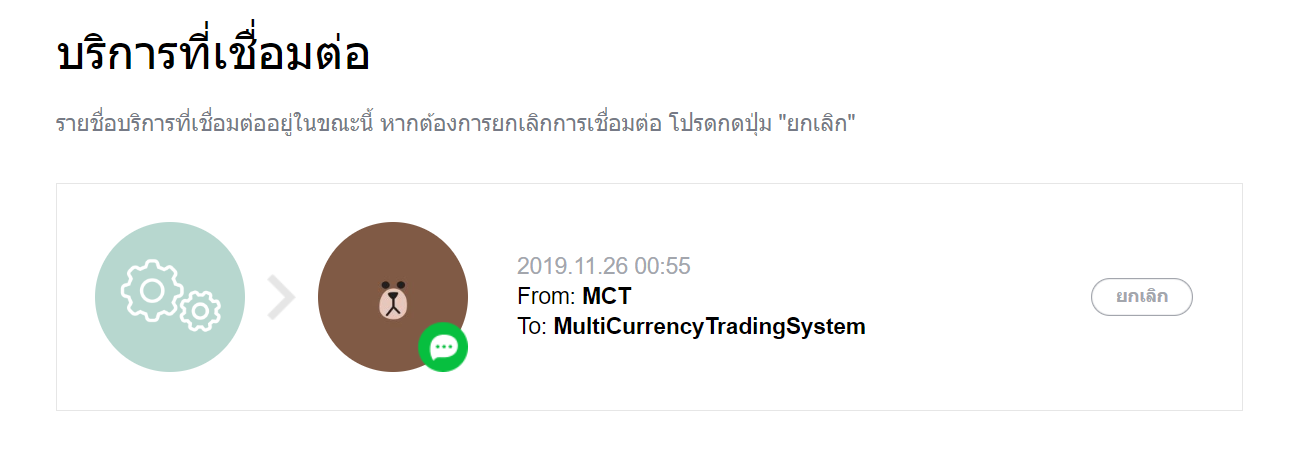 บริการที่เชื่อมต่อ
รายชื่อบริการที่เชื่อมต่ออยู่ในขณะนี้ หากต้องการยกเลิกการเชื่อมต่อ โปรดกดปุ่ม "ยกเลิก"
2019.11.26 00:55
From: MCT
To: MultiCurrencyTradingSystem
ยกเลิก